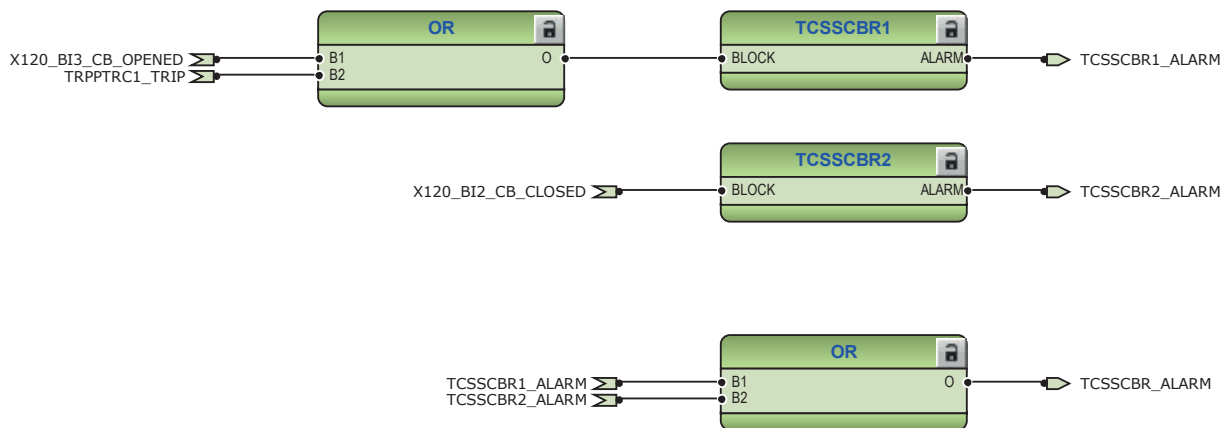 OR
X120_BI3_CB_OPENED
TRPPTRC1_TRIP
B1
B2
O
TCSSCBR1
BLOCK
ALARM
TCSSCBR1_ALARM
TCSSCBR2
X120_BI2_CB_CLOSED
BLOCK
ALARM
TCSSCBR2_ALARM
OR
TCSSCBR1_ALARM
TCSSCBR2_ALARM
B1
B2
O
TCSSCBR_ALARM